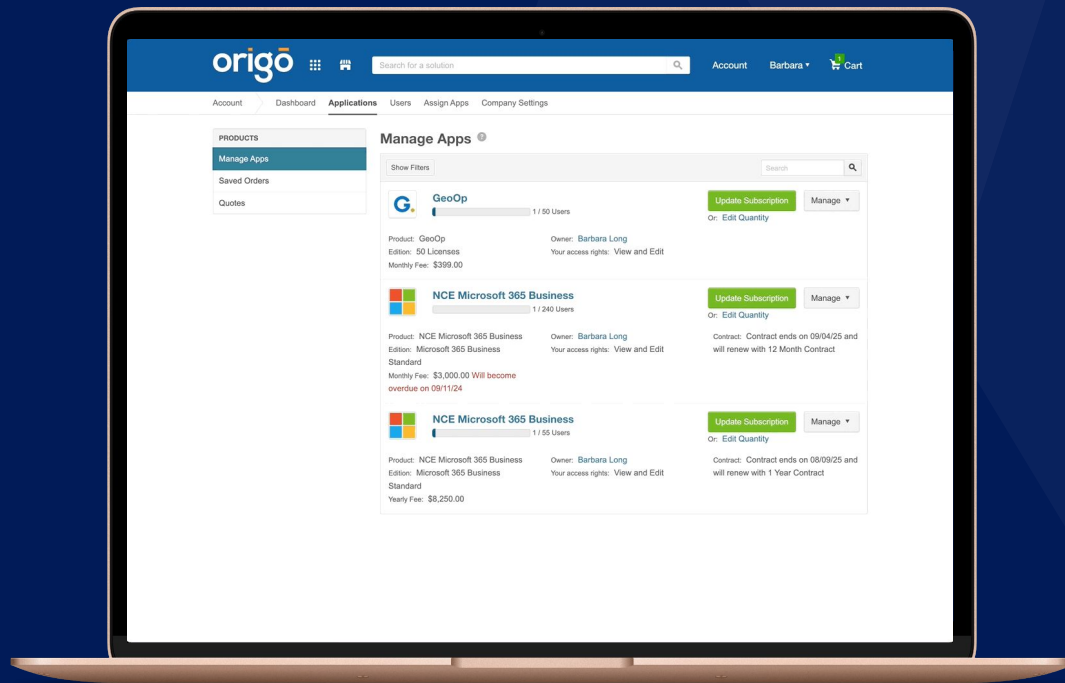 origō
Search for a solution
Account
Barbara ▾
1
Cart
Account
Dashboard
Applications
Users
Assign Apps
Company Settings
PRODUCTS
Manage Apps
Saved Orders
Quotes
Manage Apps ?
Show Filters
Search
G.
GeoOp
1 / 50 Users
Update Subscription
Manage ▾
Or: Edit Quantity
Product: GeoOp
Edition: 50 Licenses
Monthly Fee: $399.00
Owner: Barbara Long
Your access rights: View and Edit
NCE Microsoft 365 Business
1 / 240 Users
Update Subscription
Manage ▾
Or: Edit Quantity
Product: NCE Microsoft 365 Business
Edition: Microsoft 365 Business
Standard
Monthly Fee: $3,000.00 Will become
overdue on 09/11/24
Owner: Barbara Long
Your access rights: View and Edit
Contract: Contract ends on 09/04/25 and
will renew with 12 Month Contract
NCE Microsoft 365 Business
1 / 55 Users
Update Subscription
Manage ▾
Or: Edit Quantity
Product: NCE Microsoft 365 Business
Edition: Microsoft 365 Business
Standard
Yearly Fee: $8,250.00
Owner: Barbara Long
Your access rights: View and Edit
Contract: Contract ends on 08/09/25 and
will renew with 1 Year Contract